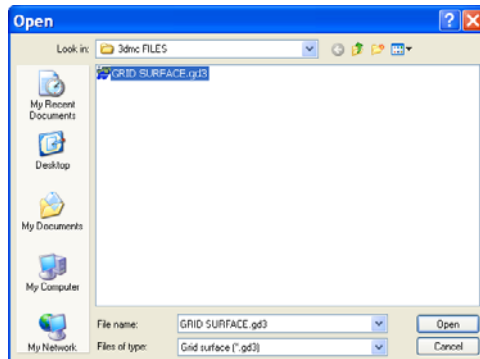 Open
Look in:
3dmc FILES
GRID SURFACE.gd3
My Recent
Documents
Desktop
My Documents
My Computer
My Network
File name:
GRID SURFACE.gd3
Open
Files of type:
Grid surface (*.gd3)
Cancel